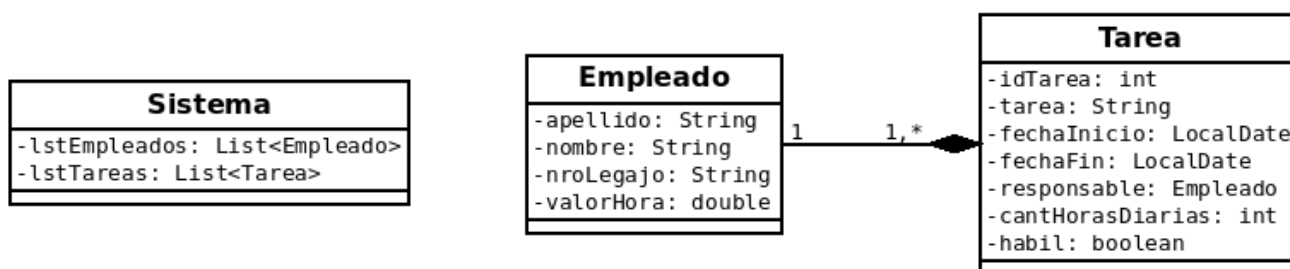 Sistema
-lstEmpleados: List<Empleado>
-lstTareas: List<Tarea>
Empleado
-apellido: String
-nombre: String
-nroLegajo: String
-valorHora: double
1
1,*
Tarea
-idTarea: int
-tarea: String
-fechaInicio: LocalDate
-fechaFin: LocalDate
-responsable: Empleado
-cantHorasDiarias: int
-habil: boolean